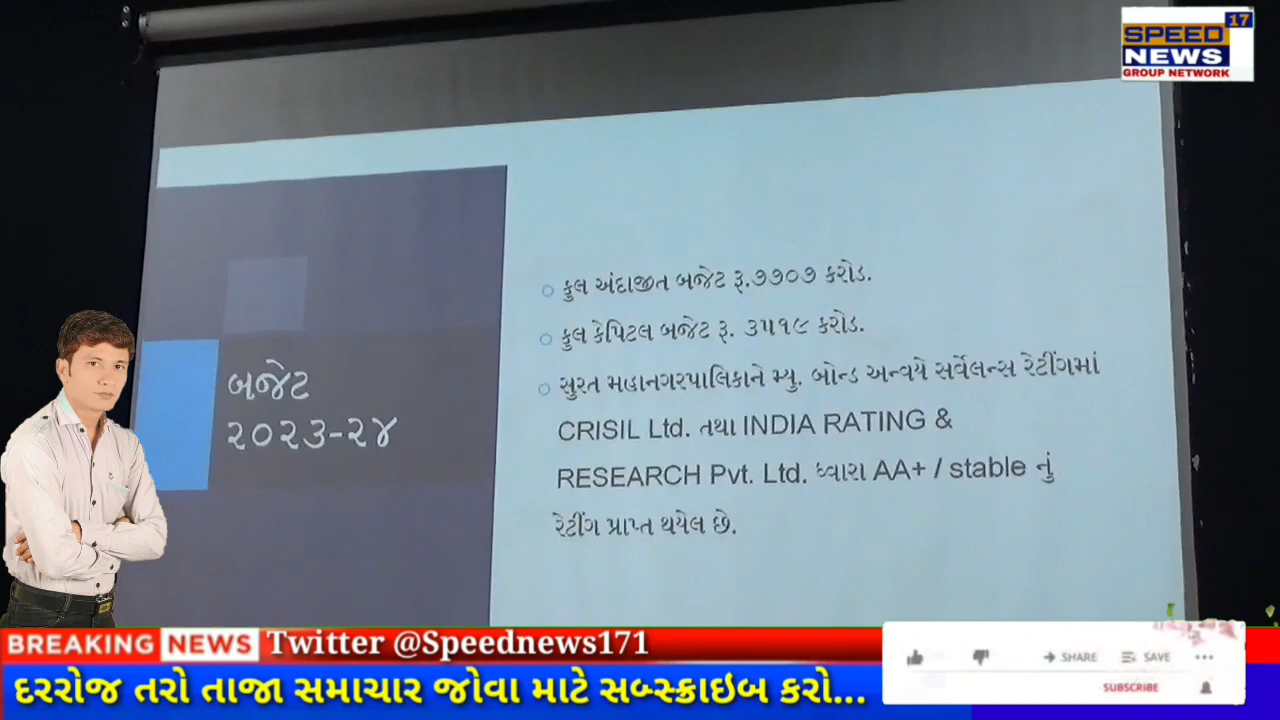 SPEED 17
NEWS
GROUP NETWORK
કુલ અંદાજીત બજેટ રૂ.૭૭૦૭ કરોડ.
કુલ કેપિટલ બજેટ રૂ. ૩૫૧૯ કરોડ.
સુરત મહાનગરપાલિકાને મ્યુ. બોન્ડ અન્વયે સર્વેલન્સ રેટીંગમાં
CRISIL Ltd. તથા INDIA RATING &
RESEARCH Pvt. Ltd. ધ્વારા AA+ / stable નું
રેટીંગ પ્રાપ્ત થયેલ છે.
બજેટ
૨૦૨૩-૨૪
BREAKING NEWS Twitter @Speednews171
દરરોજ તરો તાજા સમાચાર જોવા માટે સબ્સ્ક્રાઇબ કરો...
SHARE SAVE
SUBSCRIBE